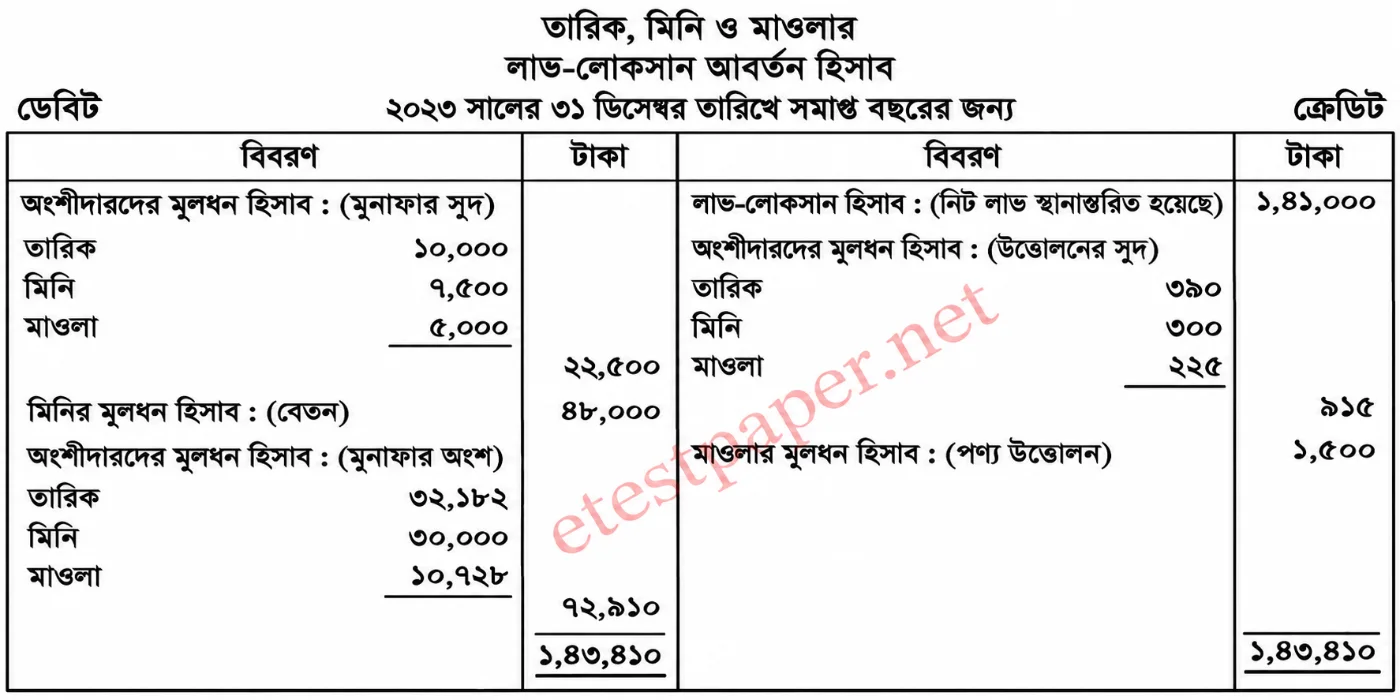 তারিক, মিনি ও মাওলার
লাভ-লোকসান আবর্তন হিসাব
ডেবিট ২০২৩ সালের ৩১ ডিসেম্বর তারিখে সমাপ্ত বছরের জন্য ক্রেডিট
বিবরণ টাকা বিবরণ টাকা
অংশীদারদের মূলধন হিসাব : (মুনাফার সুদ) লাভ-লোকসান হিসাব : (নিট লাভ স্থানান্তরিত হয়েছে) ১,৪১,০০০
তারিক ১০,০০০ অংশীদারদের মূলধন হিসাব : (উত্তোলনের সুদ)
মিনি ৭,৫০০ তারিক ৩৯০
মাওলা ৫,০০০ মিনি ৩০০
২২,৫০০ মাওলা ২২৫
মিনির মূলধন হিসাব : (বেতন) ৪৮,০০০ ৯১৫
অংশীদারদের মূলধন হিসাব : (মুনাফার অংশ) মাওলার মূলধন হিসাব : (পণ্য উত্তোলন) ১,৫০০
তারিক ৩২,১৮২
মিনি ৩০,০০০
মাওলা ১০,৭২৮
৭২,৯১০
১,৪৩,৪১০ ১,৪৩,৪১০
etestpaper.net